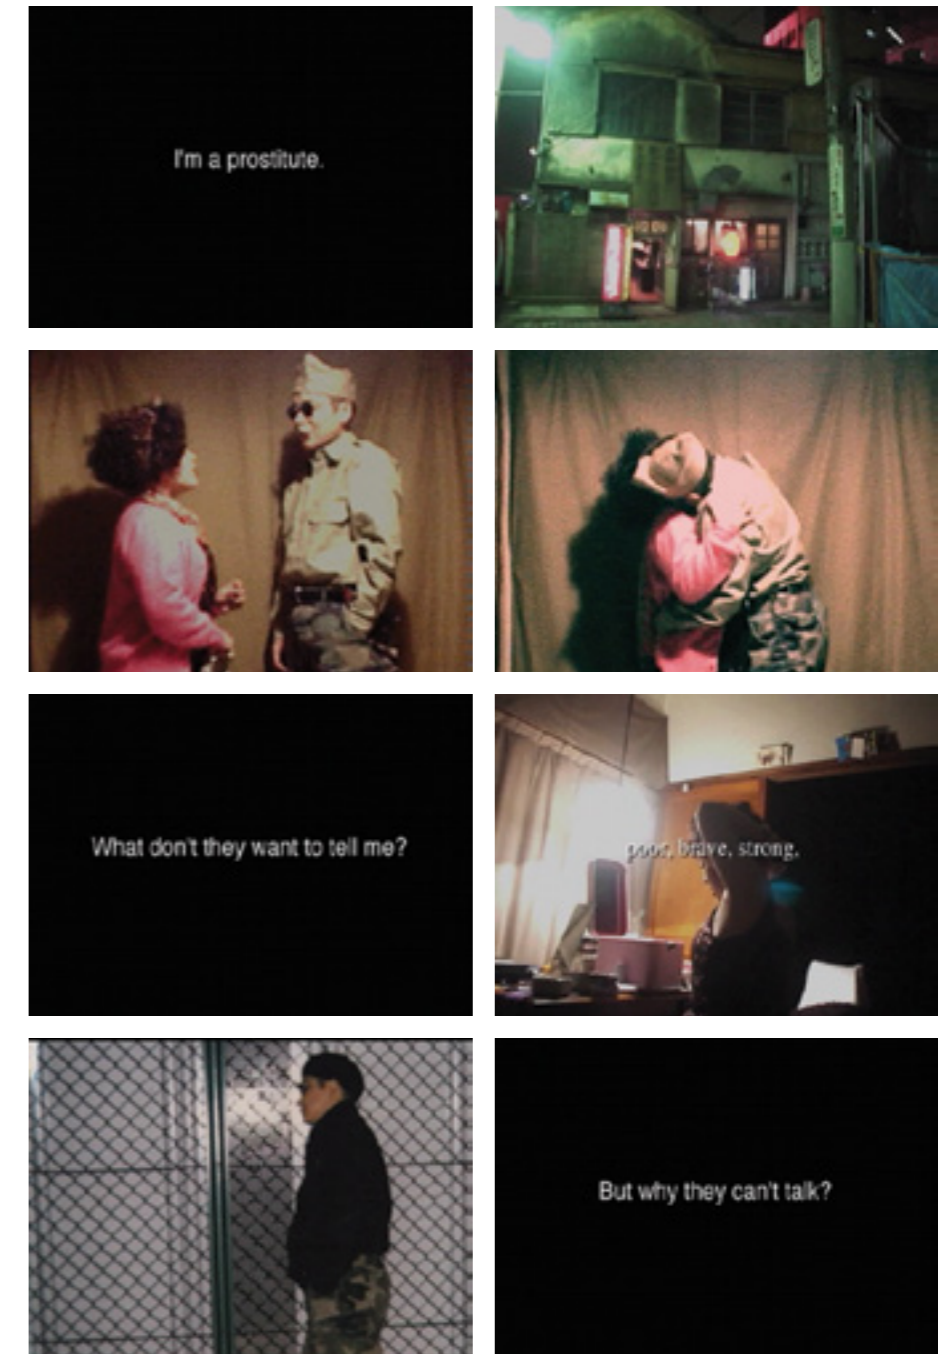 I'm a prostitute.
What don't they want to tell me?
poor, brave, strong,
But why they can't talk?